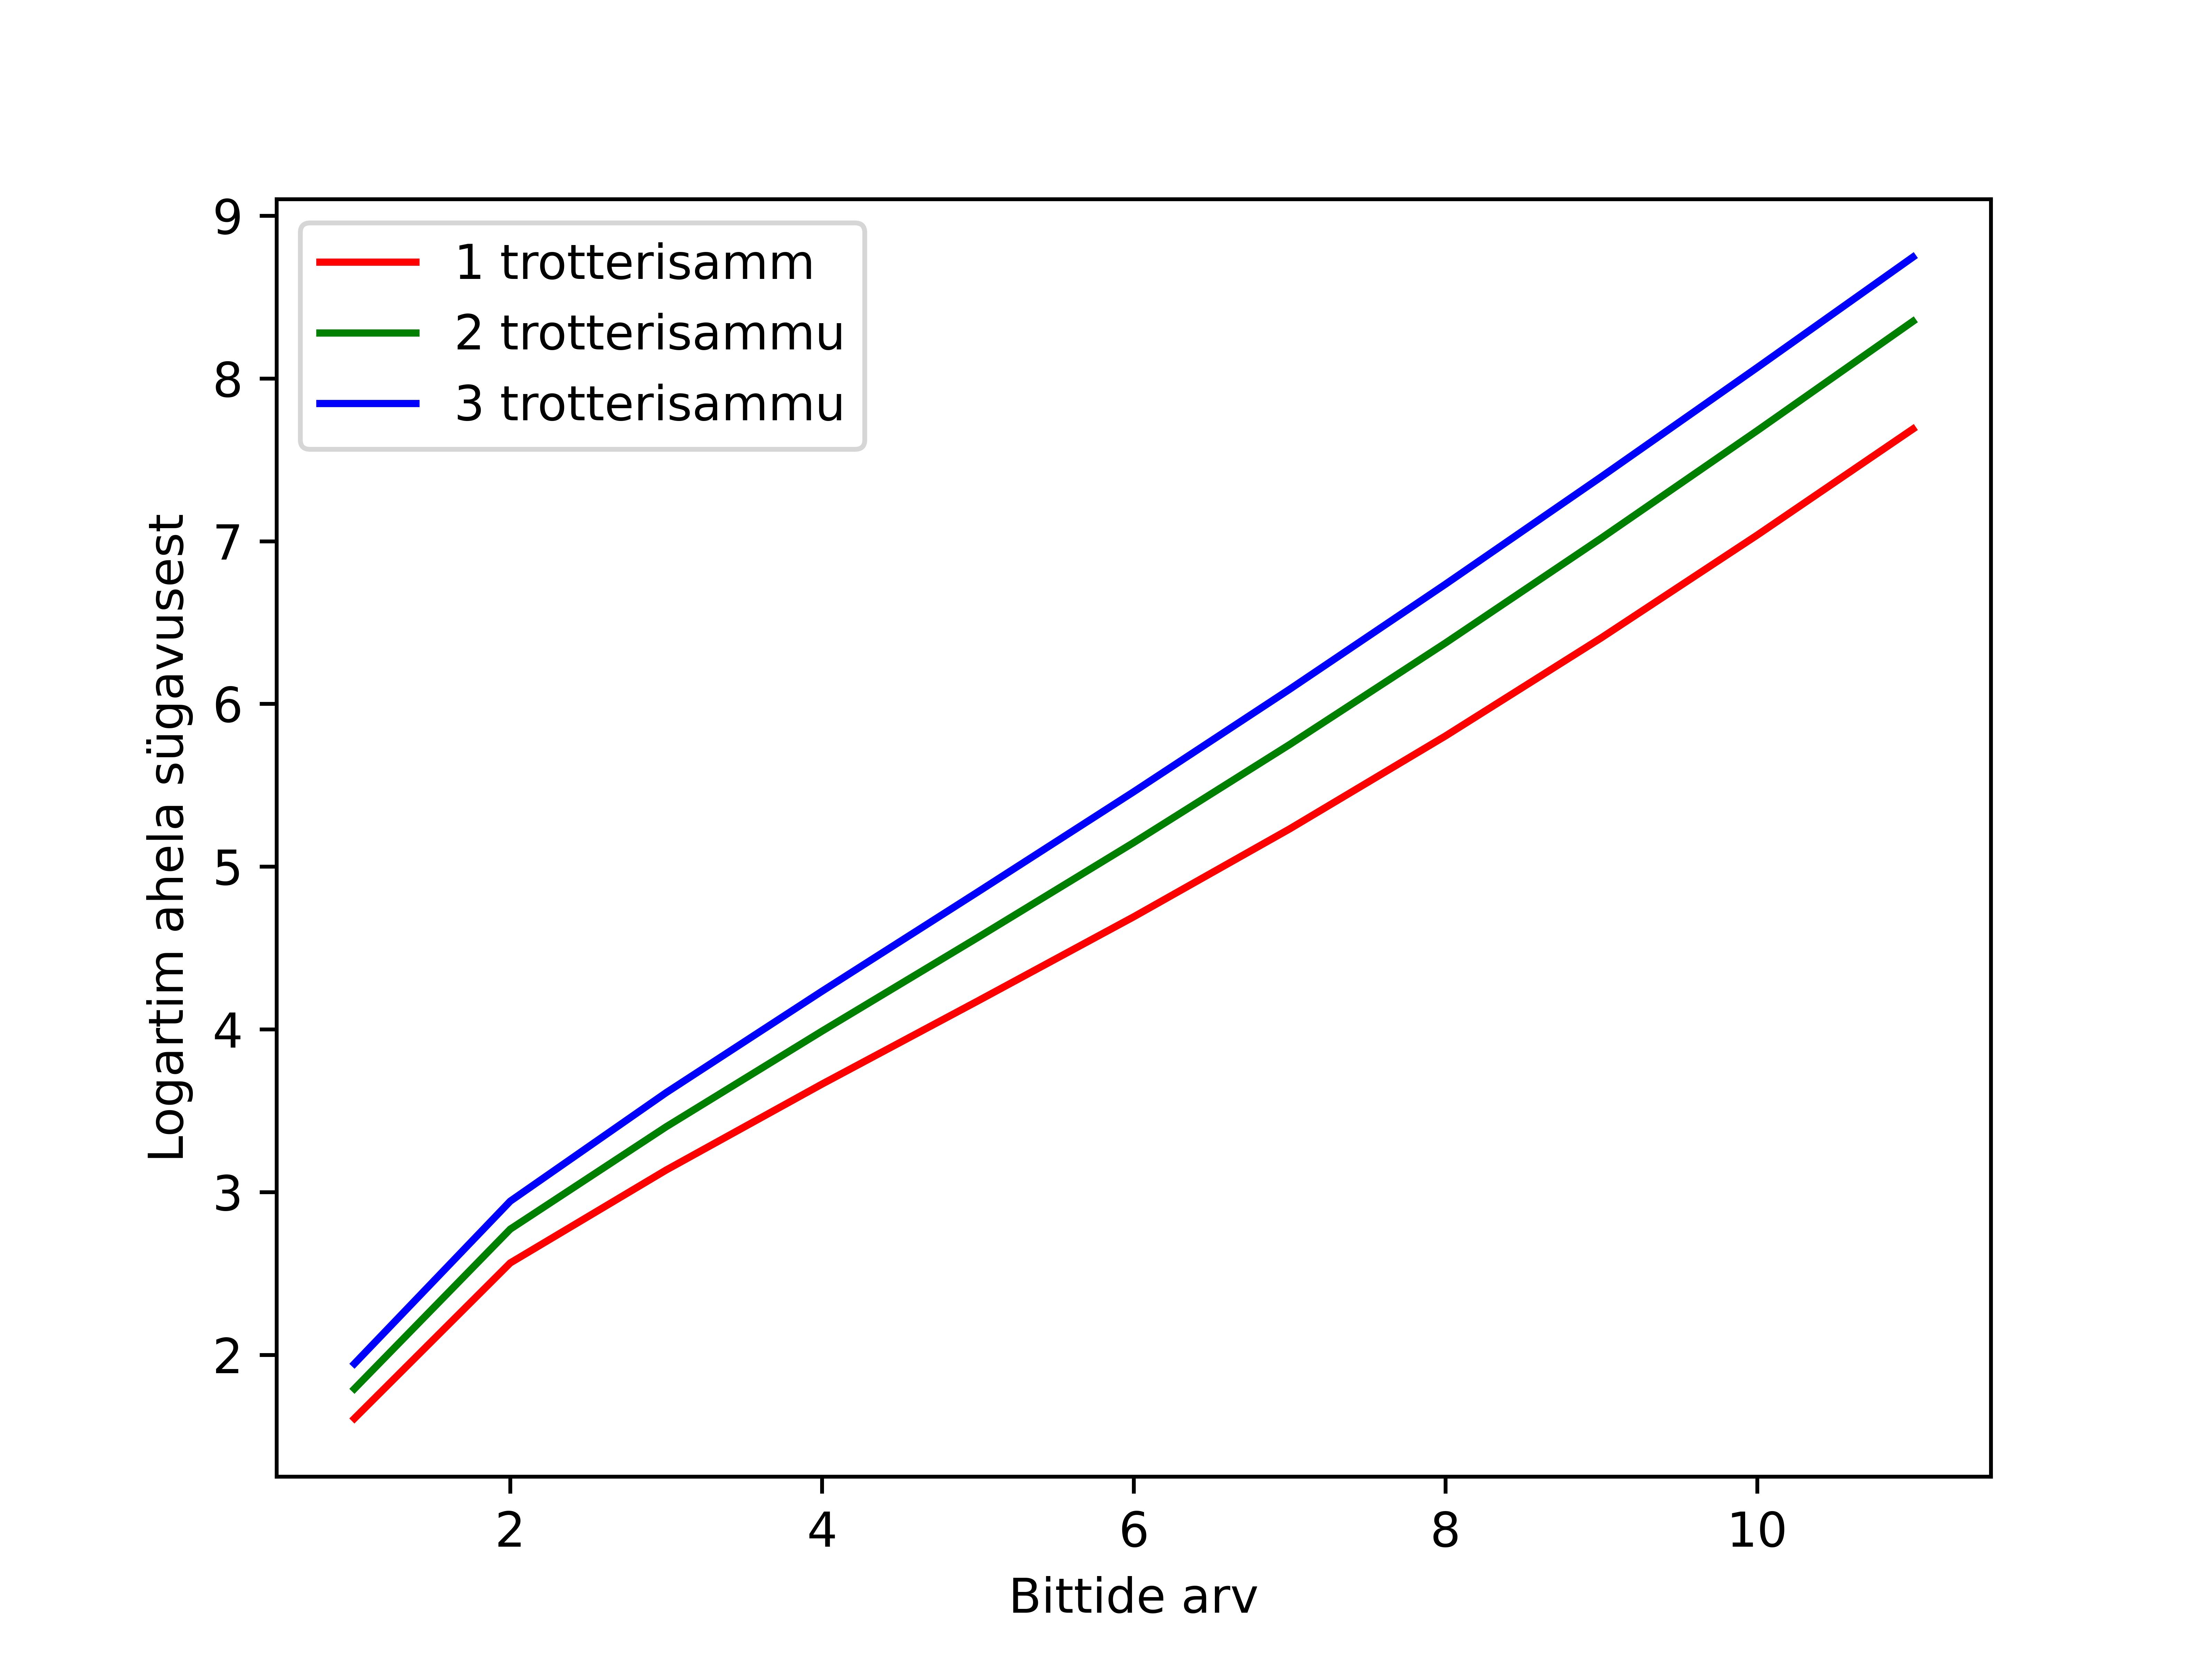 9
8
7
6
5
4
3
2
1 trotterisamm
2 trotterisammu
3 trotterisammu
Logartim ahela sügavusest
2 4 6 8 10
Bittide arv